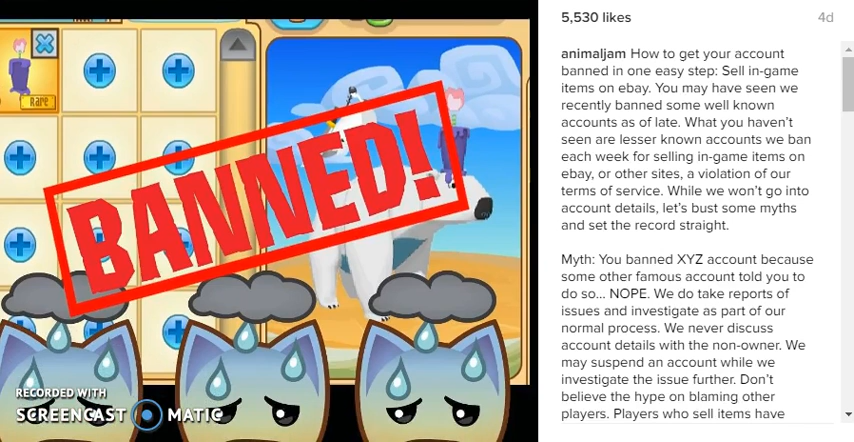 Rare
BANNED!
RECORDED WITH
SCREENCAST MATIC
5,530 likes
4d
animaljam How to get your account
banned in one easy step: Sell in-game
items on ebay. You may have seen we
recently banned some well known
accounts as of late. What you haven't
seen are lesser known accounts we ban
each week for selling in-game items on
ebay, or other sites, a violation of our
terms of service. While we won't go into
account details, let's bust some myths
and set the record straight.
Myth: You banned XYZ account because
some other famous account told you to
do so... NOPE. We do take reports of
issues and investigate as part of our
normal process. We never discuss
account details with the non-owner. We
may suspend an account while we
investigate the issue further. Don't
believe the hype on blaming other
players. Players who sell items have